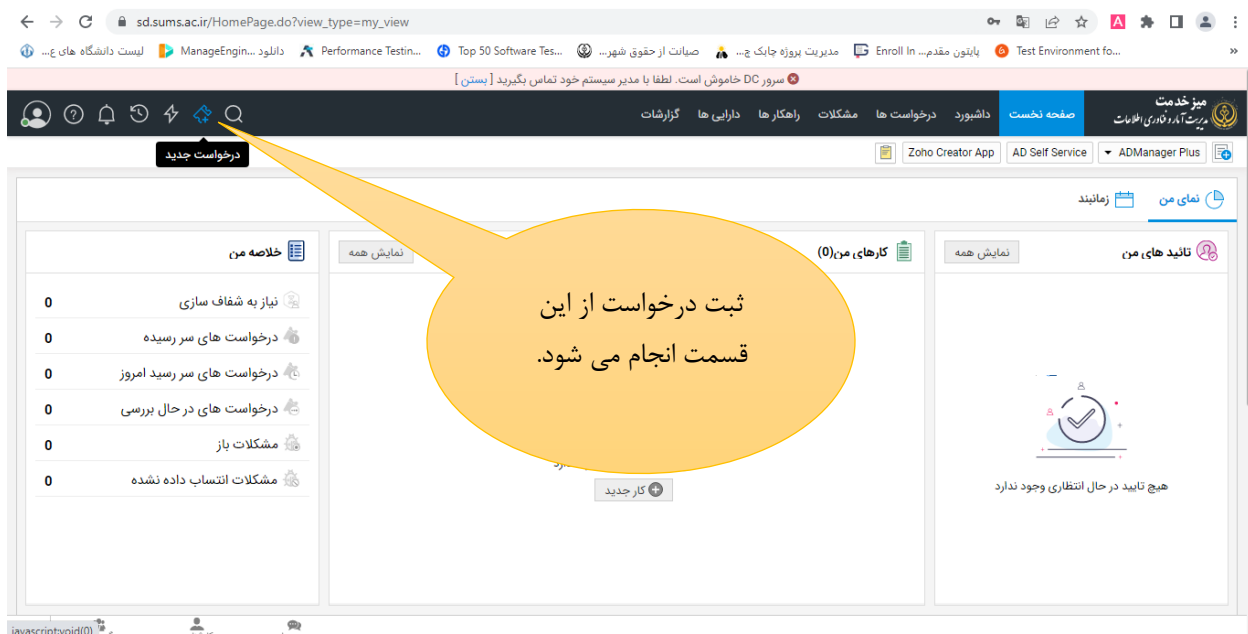 sd.sums.ac.ir/HomePage.do?view_type=my_view
لیست دانشگاه های ع...
دانلود ManageEngin...
Performance Testin...
Top 50 Software Tes...
صیانت از حقوق شهر...
مدیریت پروژه چابک چ...
پایتون مقدم... Enroll In
Test Environment fo...
»
سرور DC خاموش است. لطفا با مدیر سیستم خود تماس بگیرید [ بستن ]
میز خدمت
مدیریت آمار و فناوری اطلاعات
صفحه نخست
داشبورد
درخواست ها
مشکلات
راهکار ها
دارایی ها
گزارشات
درخواست جدید
ADManager Plus
AD Self Service
Zoho Creator App
نمای من
زمانبند
تائید های من
نمایش همه
کارهای من(0)
نمایش همه
خلاصه من
ثبت درخواست از این
قسمت انجام می شود.
نیاز به شفاف سازی 0
درخواست های سر رسیده 0
درخواست های سر رسید امروز 0
درخواست های در حال بررسی 0
مشکلات باز 0
مشکلات انتساب داده نشده 0
کار جدید
هیچ تایید در حال انتظاری وجود ندارد
javascript:void(0)